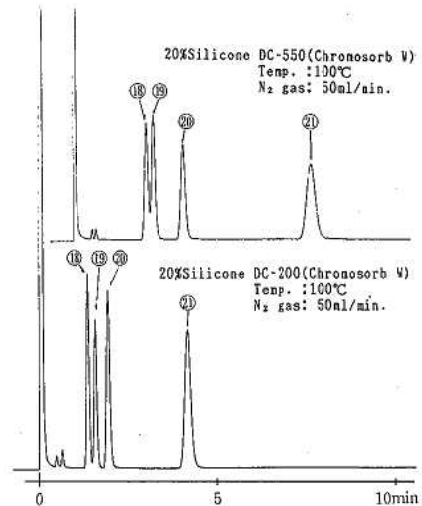 20%Silicone DC-550(Chromosorb W)
Temp. :100℃
N₂ gas: 50ml/min.
⑱ ⑲
⑳ ㉑
20%Silicone DC-200(Chromosorb W)
Temp. :100℃
N₂ gas: 50ml/min.
⑱ ⑲ ⑳
㉑
0 5 10min